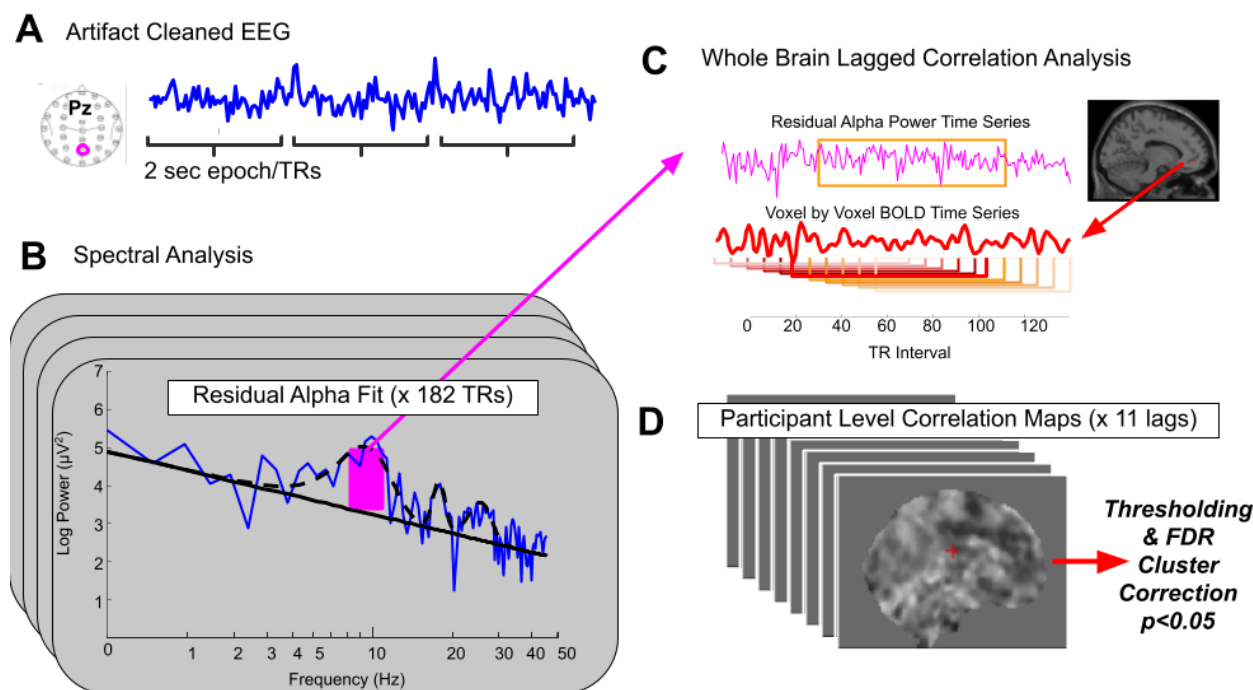 A Artifact Cleaned EEG
Pz
2 sec epoch/TRs
B Spectral Analysis
Residual Alpha Fit (x 182 TRs)
Log Power (μV²)
7
6
5
4
3
2
1
0 1 2 3 4 5 10 20 30 40 50
Frequency (Hz)
C Whole Brain Lagged Correlation Analysis
Residual Alpha Power Time Series
Voxel by Voxel BOLD Time Series
0 20 40 60 80 100 120
TR Interval
D Participant Level Correlation Maps (x 11 lags)
Thresholding
& FDR
Cluster
Correction
p<0.05